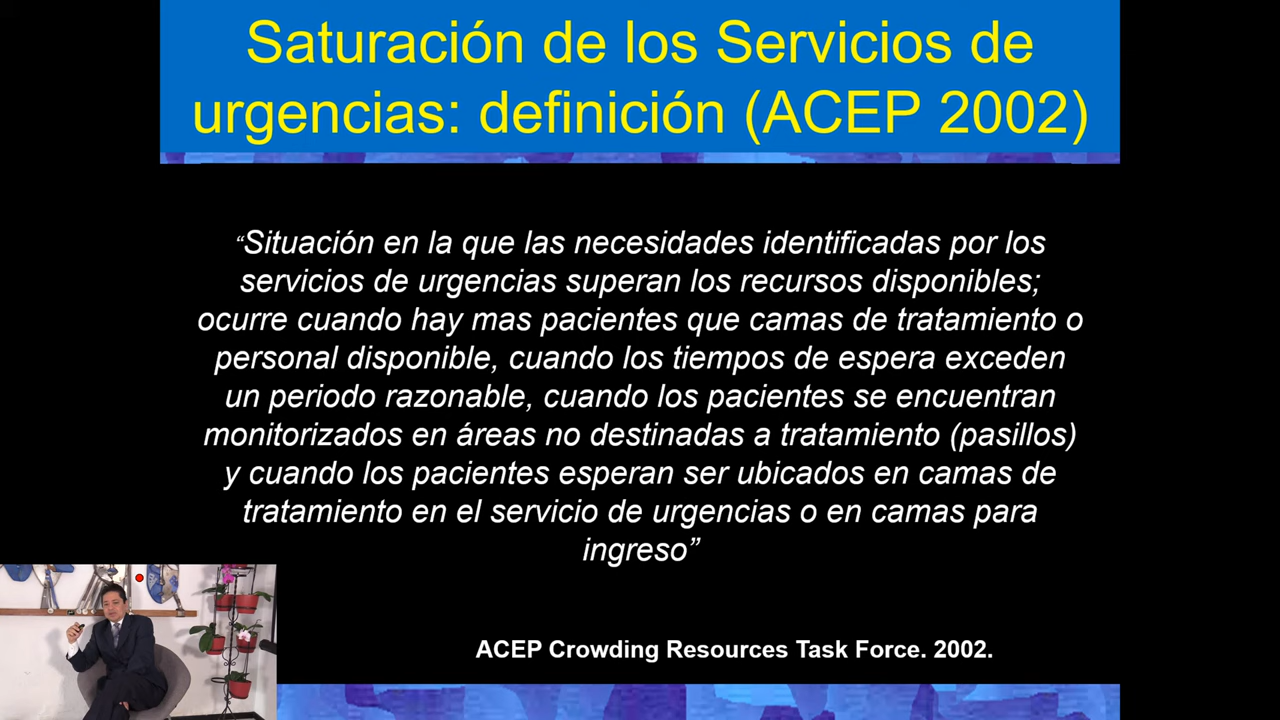 Saturación de los Servicios de
urgencias: definición (ACEP 2002)
“Situación en la que las necesidades identificadas por los
servicios de urgencias superan los recursos disponibles;
ocurre cuando hay mas pacientes que camas de tratamiento o
personal disponible, cuando los tiempos de espera exceden
un periodo razonable, cuando los pacientes se encuentran
monitorizados en áreas no destinadas a tratamiento (pasillos)
y cuando los pacientes esperan ser ubicados en camas de
tratamiento en el servicio de urgencias o en camas para
ingreso”
ACEP Crowding Resources Task Force. 2002.